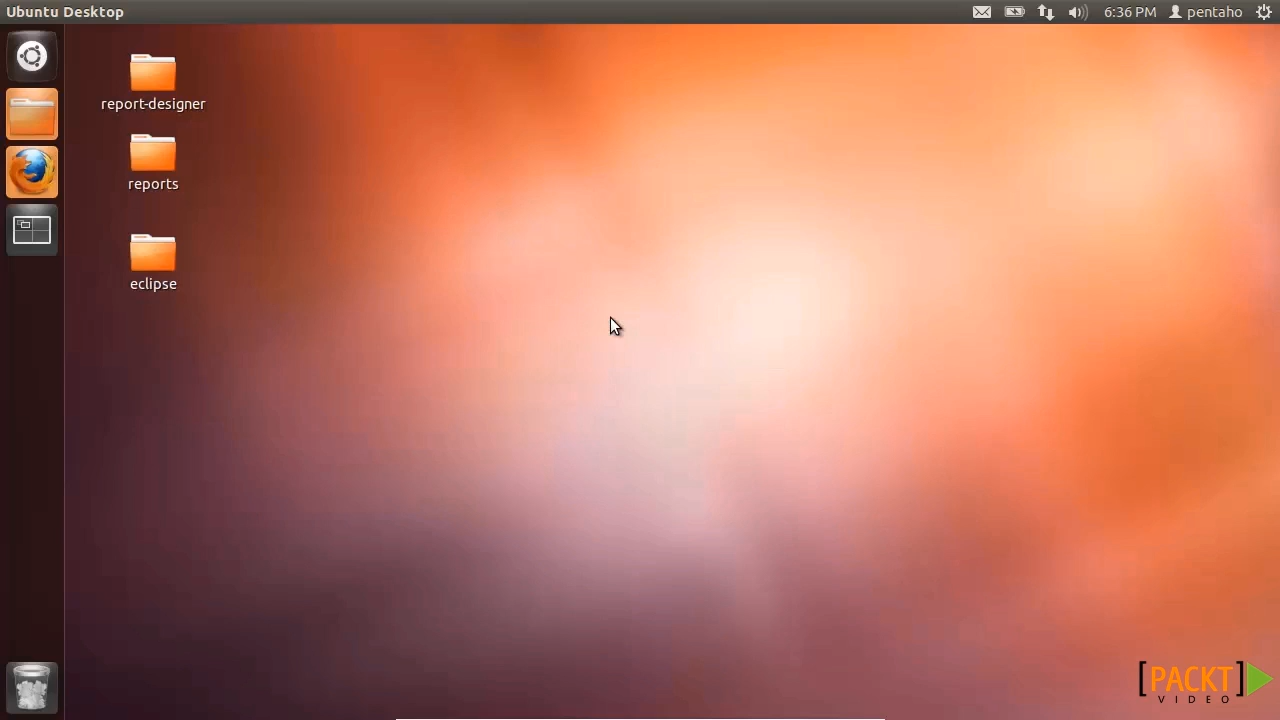 Ubuntu Desktop
6:36 PM
pentaho
report-designer
reports
eclipse
[PACKT]
VIDEO